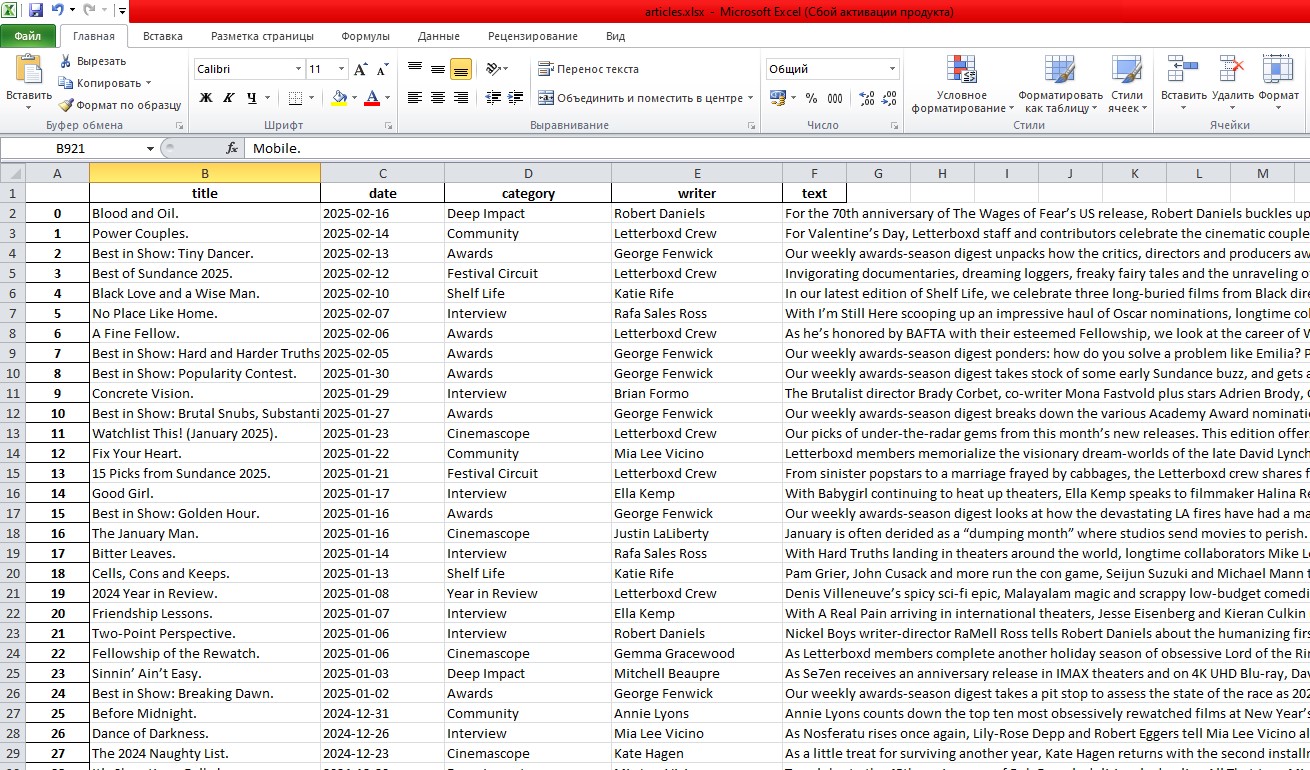 articles.xlsx - Microsoft Excel (Сбой активации продукта)
Файл Главная Вставка Разметка страницы Формулы Данные Рецензирование Вид
Вставить
Вырезать
Копировать
Формат по образцу
Буфер обмена
Calibri 11
Ж К Ч А
Шрифт
Перенос текста
Объединить и поместить в центре
Выравнивание
Общий
% 000
Число
Условное форматирование
Форматировать как таблицу
Стили ячеек
Стили
Вставить Удалить Формат
Ячейки
B921 fx Mobile.
A B C D E F G H I J K L M
1 title date category writer text
2 0 Blood and Oil. 2025-02-16 Deep Impact Robert Daniels For the 70th anniversary of The Wages of Fear’s US release, Robert Daniels buckles up
3 1 Power Couples. 2025-02-14 Community Letterboxd Crew For Valentine’s Day, Letterboxd staff and contributors celebrate the cinematic couple
4 2 Best in Show: Tiny Dancer. 2025-02-13 Awards George Fenwick Our weekly awards-season digest unpacks how the critics, directors and producers aw
5 3 Best of Sundance 2025. 2025-02-12 Festival Circuit Letterboxd Crew Invigorating documentaries, dreaming loggers, freaky fairy tales and the unraveling o
6 4 Black Love and a Wise Man. 2025-02-10 Shelf Life Katie Rife In our latest edition of Shelf Life, we celebrate three long-buried films from Black dire
7 5 No Place Like Home. 2025-02-07 Interview Rafa Sales Ross With I’m Still Here scooping up an impressive haul of Oscar nominations, longtime col
8 6 A Fine Fellow. 2025-02-06 Awards Letterboxd Crew As he’s honored by BAFTA with their esteemed Fellowship, we look at the career of W
9 7 Best in Show: Hard and Harder Truths 2025-02-05 Awards George Fenwick Our weekly awards-season digest ponders: how do you solve a problem like Emilia? P
10 8 Best in Show: Popularity Contest. 2025-01-30 Awards George Fenwick Our weekly awards-season digest takes stock of some early Sundance buzz, and gets a
11 9 Concrete Vision. 2025-01-29 Interview Brian Formo The Brutalist director Brady Corbet, co-writer Mona Fastvold plus stars Adrien Brody,
12 10 Best in Show: Brutal Snubs, Substanti 2025-01-27 Awards George Fenwick Our weekly awards-season digest breaks down the various Academy Award nominati
13 11 Watchlist This! (January 2025). 2025-01-23 Cinemascope Letterboxd Crew Our picks of under-the-radar gems from this month’s new releases. This edition offer
14 12 Fix Your Heart. 2025-01-22 Community Mia Lee Vicino Letterboxd members memorialize the visionary dream-worlds of the late David Lynch
15 13 15 Picks from Sundance 2025. 2025-01-21 Festival Circuit Letterboxd Crew From sinister popstars to a marriage frayed by cabbages, the Letterboxd crew shares f
16 14 Good Girl. 2025-01-17 Interview Ella Kemp With Babygirl continuing to heat up theaters, Ella Kemp speaks to filmmaker Halina Re
17 15 Best in Show: Golden Hour. 2025-01-16 Awards George Fenwick Our weekly awards-season digest looks at how the devastating LA fires have had a ma
18 16 The January Man. 2025-01-16 Cinemascope Justin LaLiberty January is often derided as a “dumping month” where studios send movies to perish.
19 17 Bitter Leaves. 2025-01-14 Interview Rafa Sales Ross With Hard Truths landing in theaters around the world, longtime collaborators Mike L
20 18 Cells, Cons and Keeps. 2025-01-13 Shelf Life Katie Rife Pam Grier, John Cusack and more run the con game, Seijun Suzuki and Michael Mann t
21 19 2024 Year in Review. 2025-01-08 Year in Review Letterboxd Crew Denis Villeneuve’s spicy sci-fi epic, Malayalam magic and scrappy low-budget comedi
22 20 Friendship Lessons. 2025-01-07 Interview Ella Kemp With A Real Pain arriving in international theaters, Jesse Eisenberg and Kieran Culkin
23 21 Two-Point Perspective. 2025-01-06 Interview Robert Daniels Nickel Boys writer-director RaMell Ross tells Robert Daniels about the humanizing firs
24 22 Fellowship of the Rewatch. 2025-01-06 Cinemascope Gemma Gracewood As Letterboxd members complete another holiday season of obsessive Lord of the Rin
25 23 Sinnin’ Ain’t Easy. 2025-01-03 Deep Impact Mitchell Beaupre As Se7en receives an anniversary release in IMAX theaters and on 4K UHD Blu-ray, Dav
26 24 Best in Show: Breaking Dawn. 2025-01-02 Awards George Fenwick Our weekly awards-season digest takes a pit stop to assess the state of the race as 202
27 25 Before Midnight. 2024-12-31 Community Annie Lyons Annie Lyons counts down the top ten most obsessively rewatched films at New Year’s
28 26 Dance of Darkness. 2024-12-26 Interview Mia Lee Vicino As Nosferatu rises once again, Lily-Rose Depp and Robert Eggers tell Mia Lee Vicino al
29 27 The 2024 Naughty List. 2024-12-23 Cinemascope Kate Hagen As a little treat for surviving another year, Kate Hagen returns with the second install